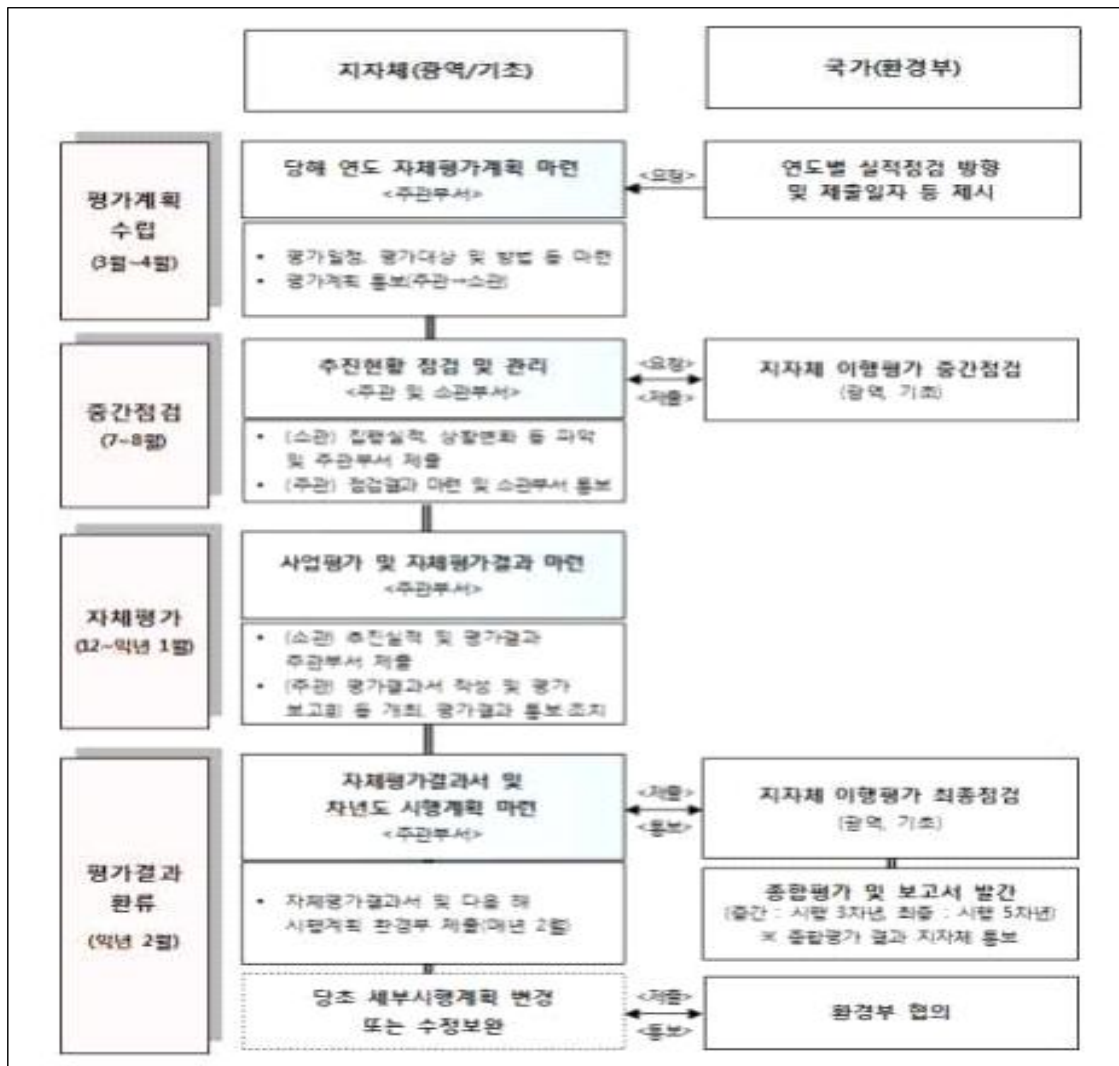 지자체(광역/기초)
국가(환경부)
평가계획
수립
(3월~4월)
당해 연도 자체평가계획 마련
<주관부서>
<요청>
연도별 실적점검 방향
및 제출일자 등 제시
• 평가일정, 평가대상 및 방법 등 마련
• 평가계획 통보(주관→소관)
중간점검
(7~8월)
추진현황 점검 및 관리
<주관 및 소관부서>
<요청>
<제출>
지자체 이행평가 중간점검
(광역, 기초)
• (소관) 집행실적, 상황변화 등 파악
및 주관부서 제출
• (주관) 점검결과 마련 및 소관부서 통보
자체평가
(12~익년 1월)
사업평가 및 자체평가결과 마련
<주관부서>
• (소관) 추진실적 및 평가결과
주관부서 제출
• (주관) 평가결과서 작성 및 평가
보고회 등 개최, 평가결과 통보·조치
평가결과
환류
(익년 2월)
자체평가결과서 및
차년도 시행계획 마련
<주관부서>
<제출>
<통보>
지자체 이행평가 최종점검
(광역, 기초)
• 자체평가결과서 및 다음 해
시행계획 환경부 제출(매년 2월)
종합평가 및 보고서 발간
(중간 : 시행 3차년, 최종 : 시행 5차년)
※ 종합평가 결과 지자체 통보
당초 세부시행계획 변경
또는 수정보완
<제출>
<통보>
환경부 협의